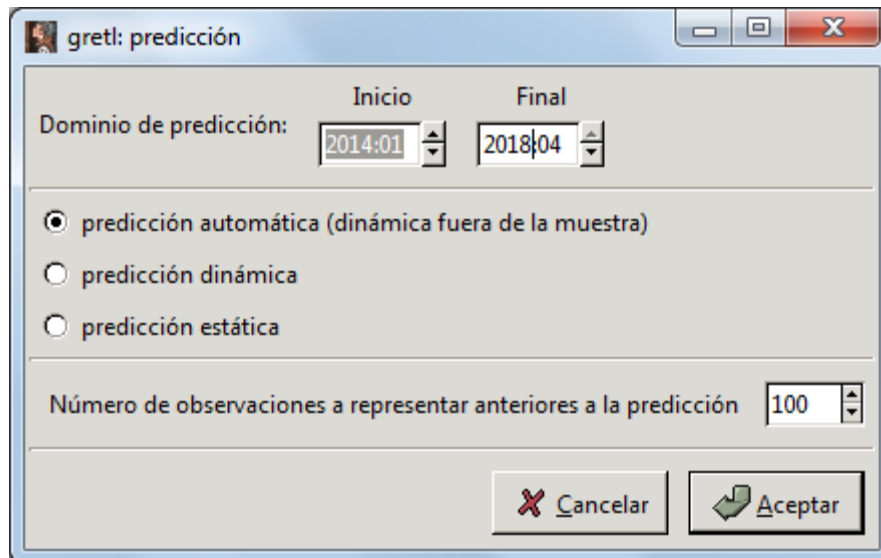 gretl: predicción
Inicio Final
Dominio de predicción: 2014:01 2018:04
predicción automática (dinámica fuera de la muestra)
predicción dinámica
predicción estática
Número de observaciones a representar anteriores a la predicción 100
Cancelar Aceptar